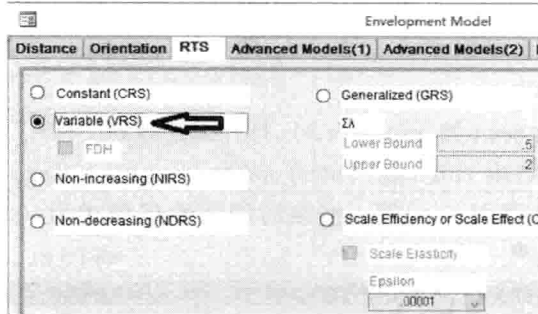 Envelopment Model
Distance Orientation RTS Advanced Models(1) Advanced Models(2)
Constant (CRS)
Variable (VRS)
FDH
Non-increasing (NIRS)
Non-decreasing (NDRS)
Generalized (GRS)
Σλ
Lower Bound .5
Upper Bound 2
Scale Efficiency or Scale Effect (
Scale Elasticity
Epsilon
.00001